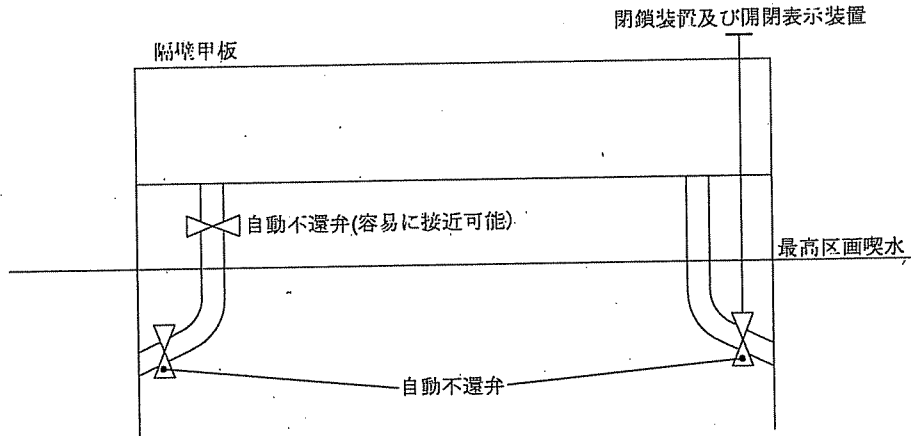 閉鎖装置及び開閉表示装置
隔壁甲板
自動不還弁(容易に接近可能)
最高区画喫水
自動不還弁